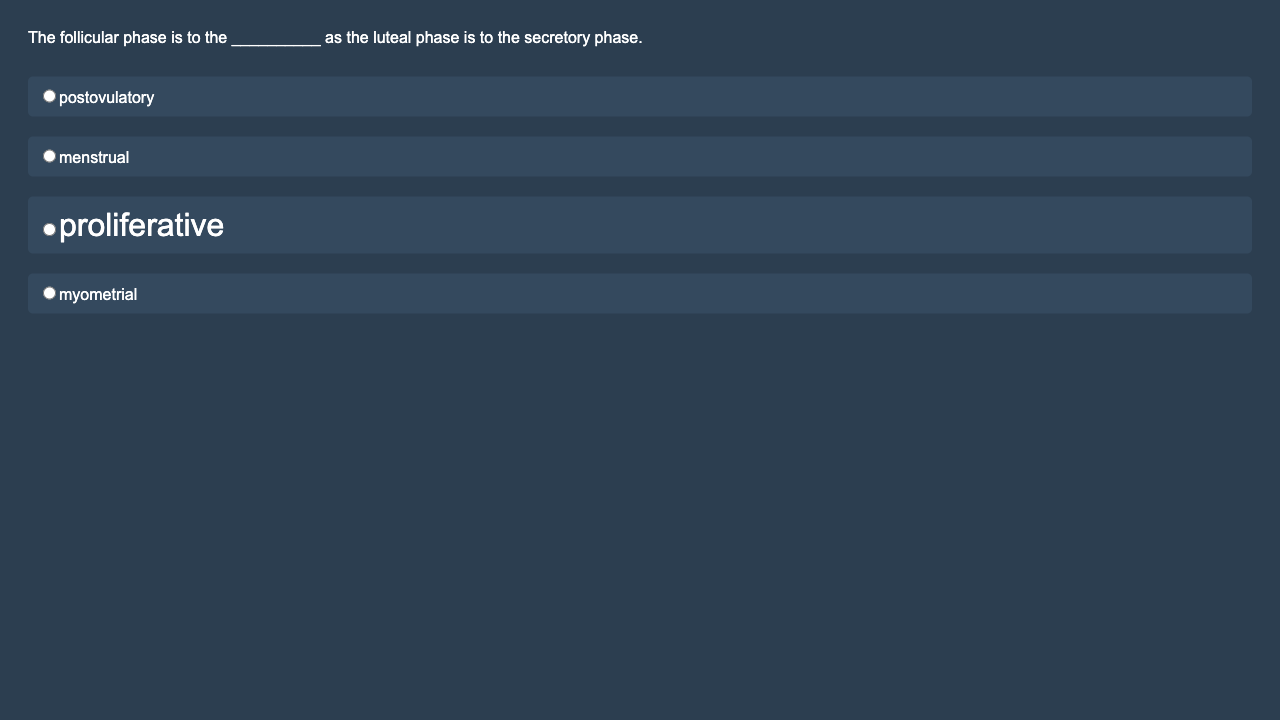 The follicular phase is to the __________ as the luteal phase is to the secretory phase.
postovulatory
menstrual
proliferative
myometrial